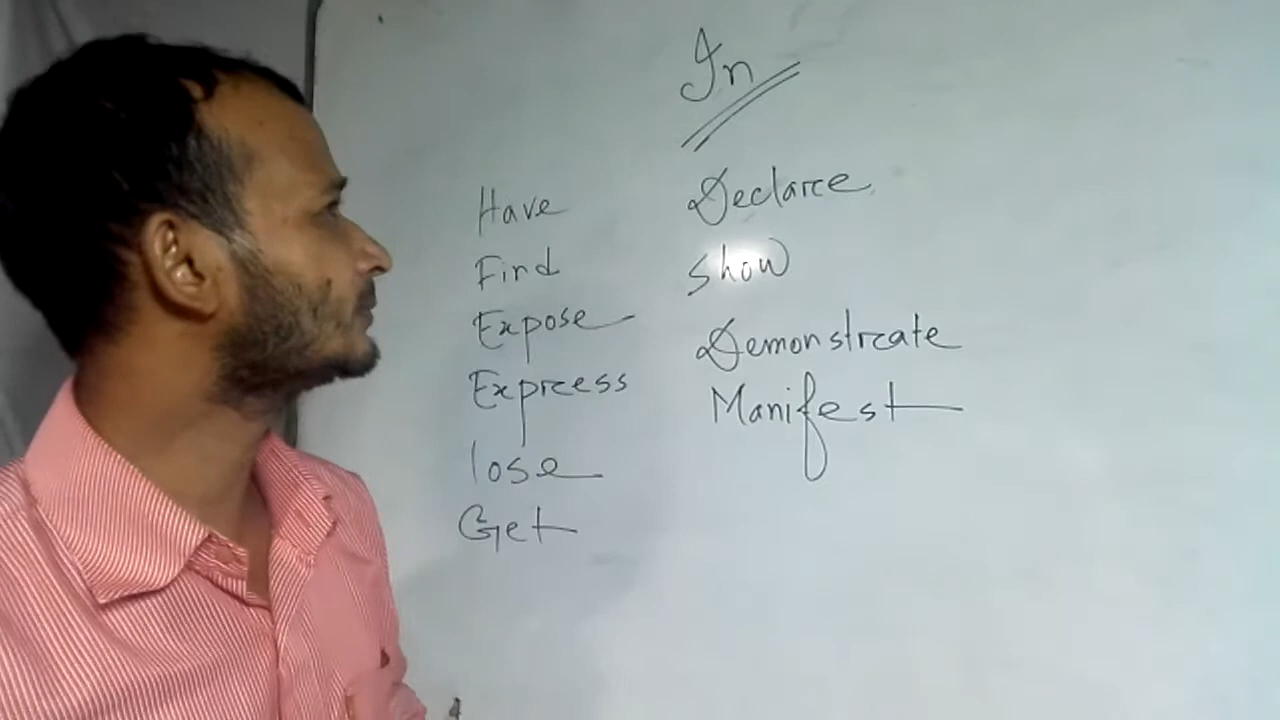 In
Have
Find
Expose
Express
lose
Get
Declare
show
Demonstrate
Manifest